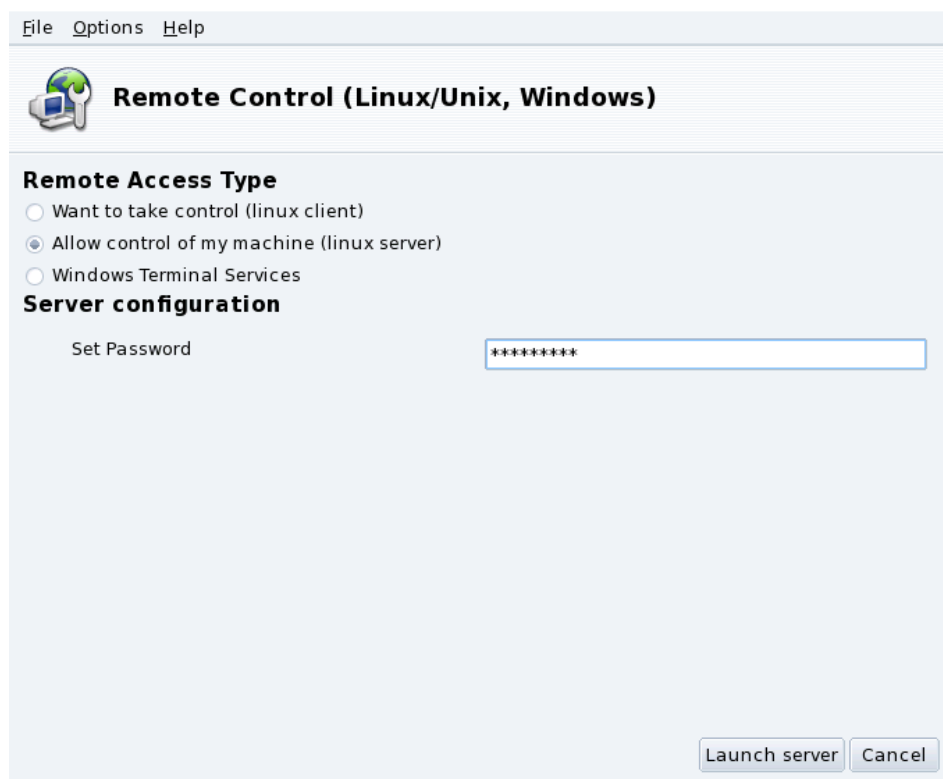 File Options Help
Remote Control (Linux/Unix, Windows)
Remote Access Type
Want to take control (linux client)
Allow control of my machine (linux server)
Windows Terminal Services
Server configuration
Set Password *********
Launch server Cancel